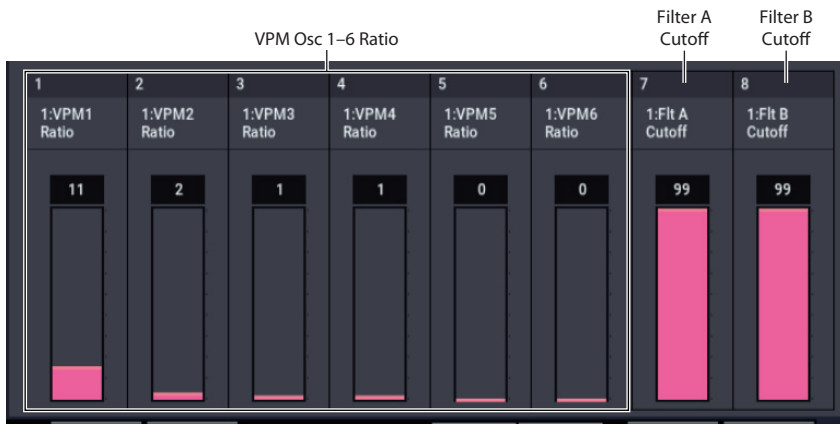 VPM Osc 1–6 Ratio
Filter A
Cutoff
Filter B
Cutoff
1
2
3
4
5
6
7
8
1:VPM1
Ratio
1:VPM2
Ratio
1:VPM3
Ratio
1:VPM4
Ratio
1:VPM5
Ratio
1:VPM6
Ratio
1:Flt A
Cutoff
1:Flt B
Cutoff
11
2
1
1
0
0
99
99